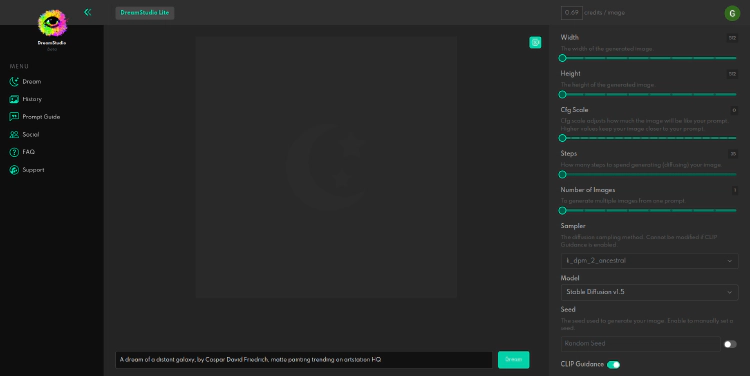 DreamStudio
DreamStudio Lite
0.69 credits / image
G
MENU
Dream
History
Prompt Guide
Social
FAQ
Support
Width
The width of the generated image.
Height
The height of the generated image.
Cfg Scale
Cfg scale adjusts how much the image will be like your prompt.
Higher values keep your image closer to your prompt.
Steps
How many steps to spend generating (diffusing) your image.
Number of Images
1
To generate multiple images from one prompt.
Sampler
The diffusion sampling method. Cannot be modified if CLIP
Guidance is enabled.
k_dpm_2_ancestral
Model
Stable Diffusion v1.5
Seed
The seed used to generate your image. Enable to manually set a
seed.
Random Seed
CLIP Guidance
A dream of a distant galaxy, by Caspar David Friedrich, matte painting trending on artstation HQ.
Dream